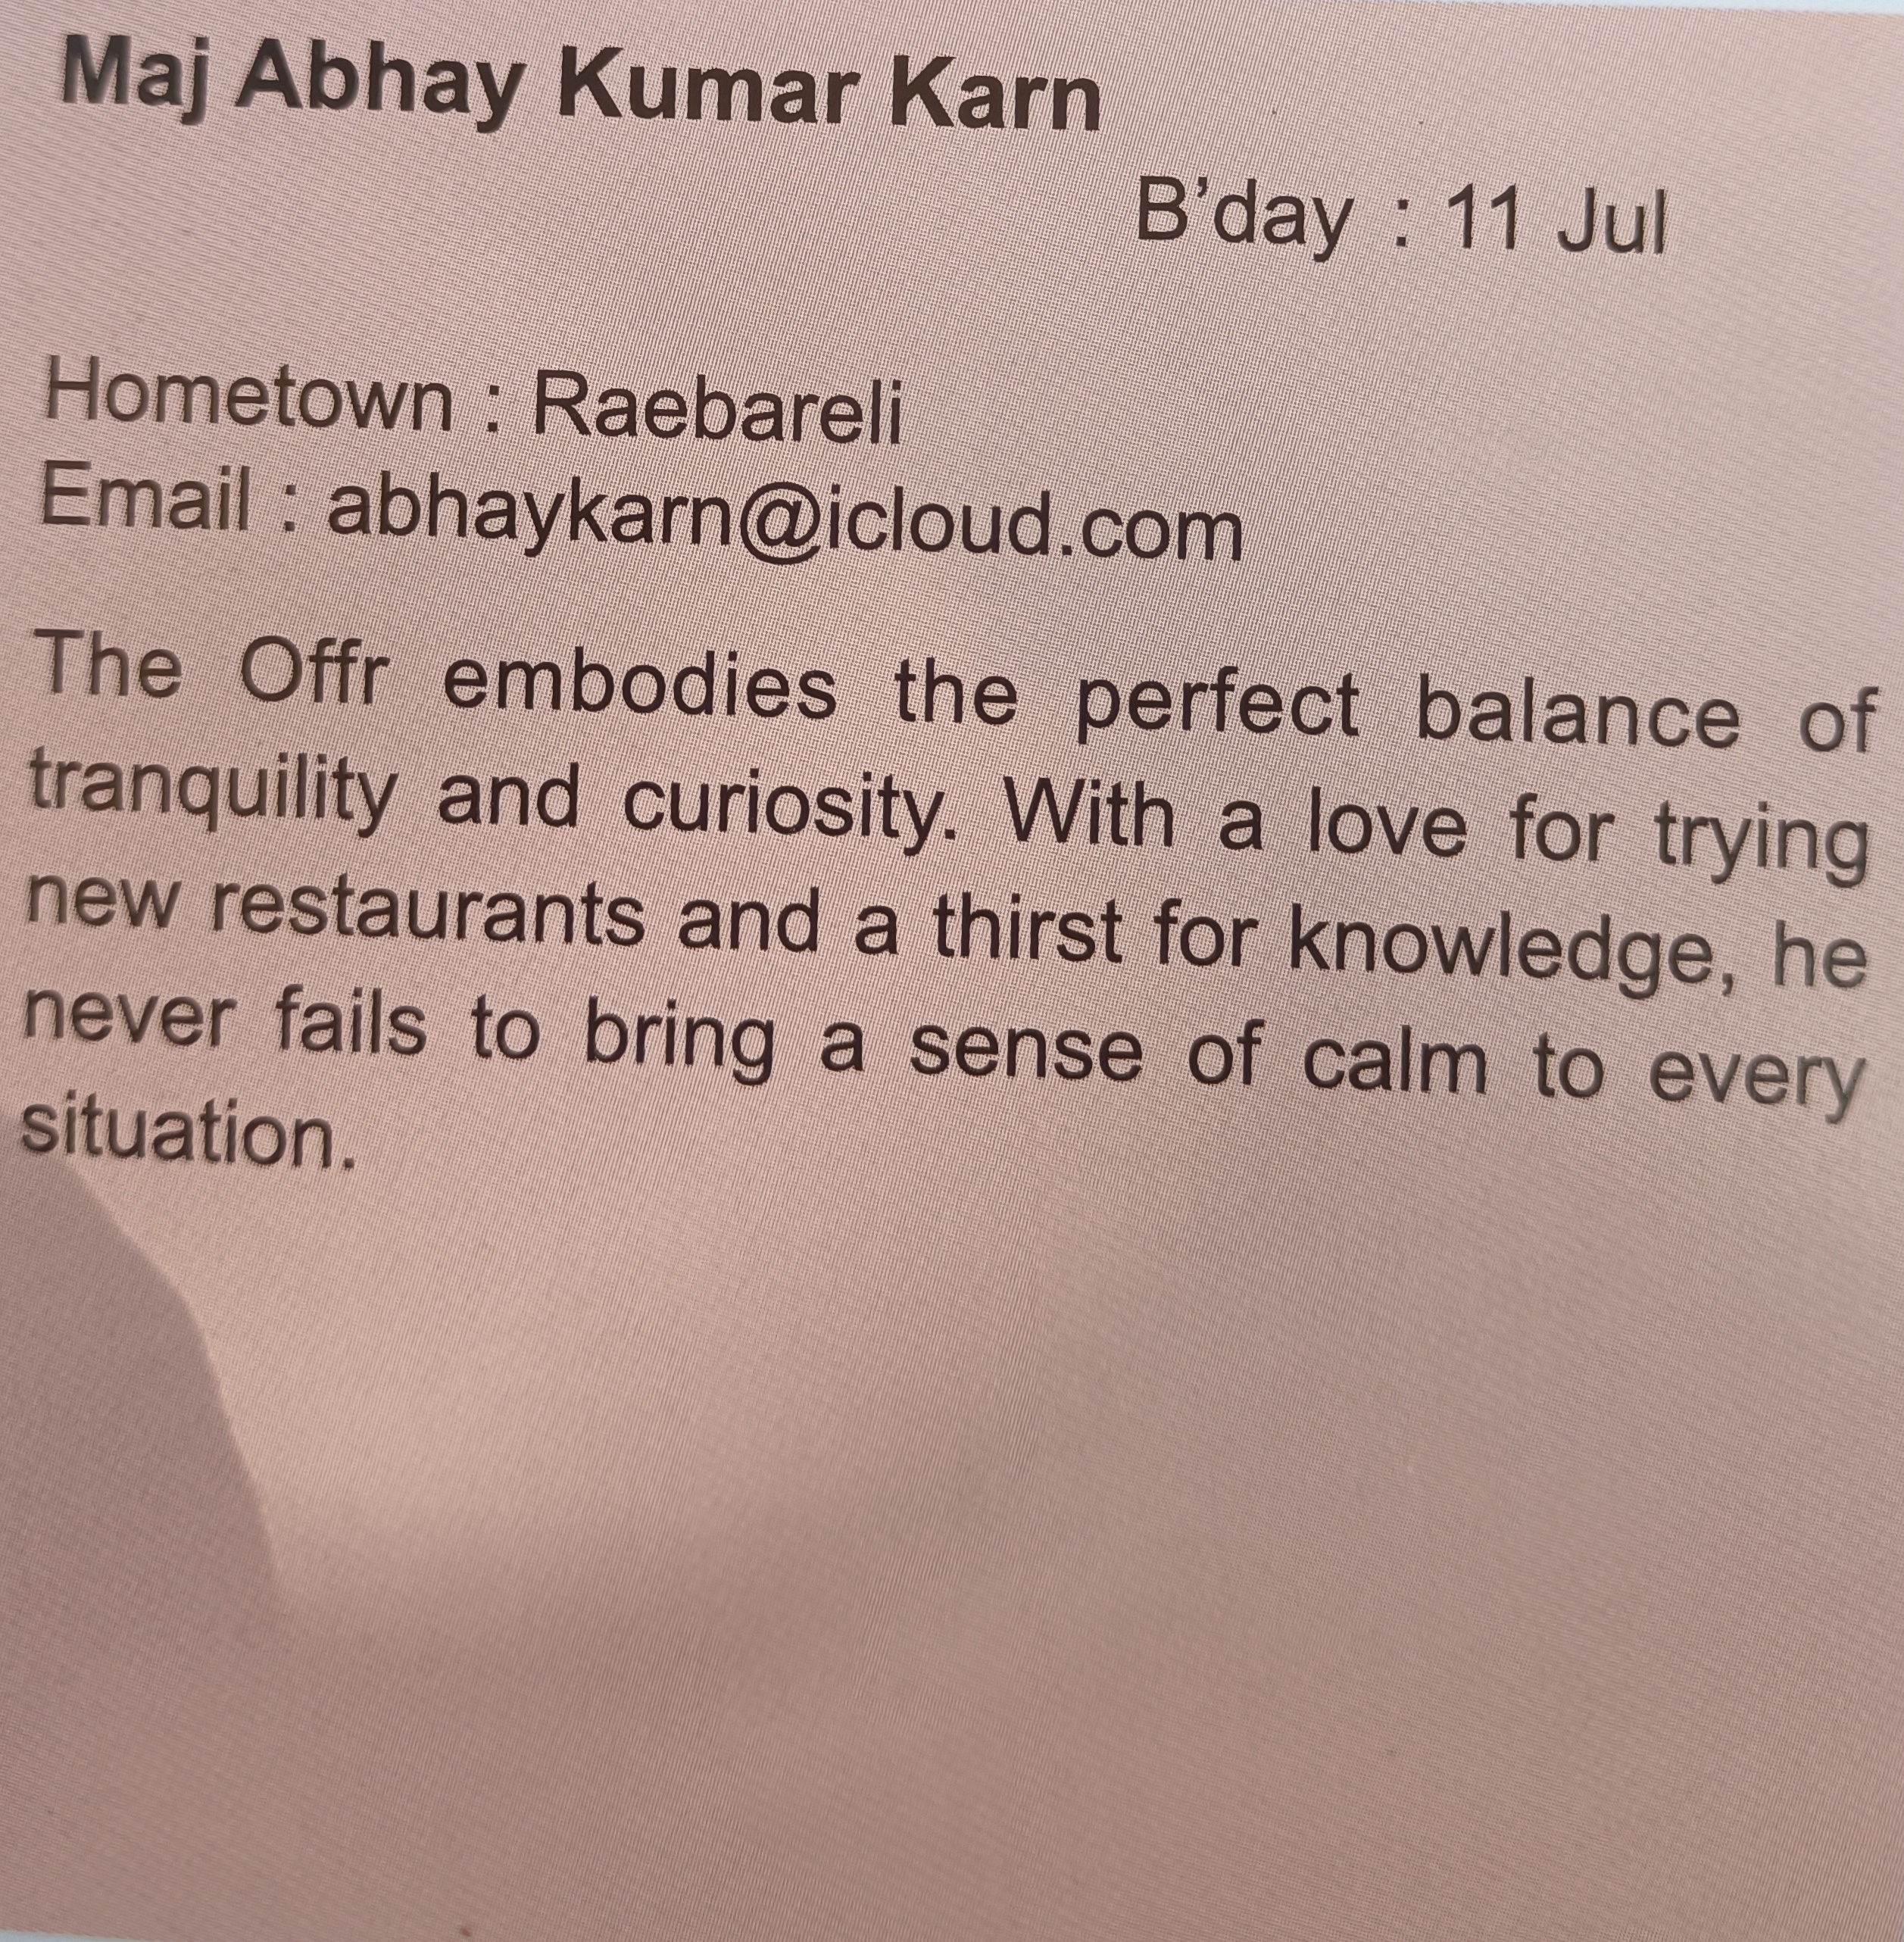 Maj Abhay Kumar Karn
B'day : 11 Jul
Hometown : Raebareli
Email : abhaykarn@icloud.com
The Offr embodies the perfect balance of
tranquility and curiosity. With a love for trying
new restaurants and a thirst for knowledge, he
never fails to bring a sense of calm to every
situation.